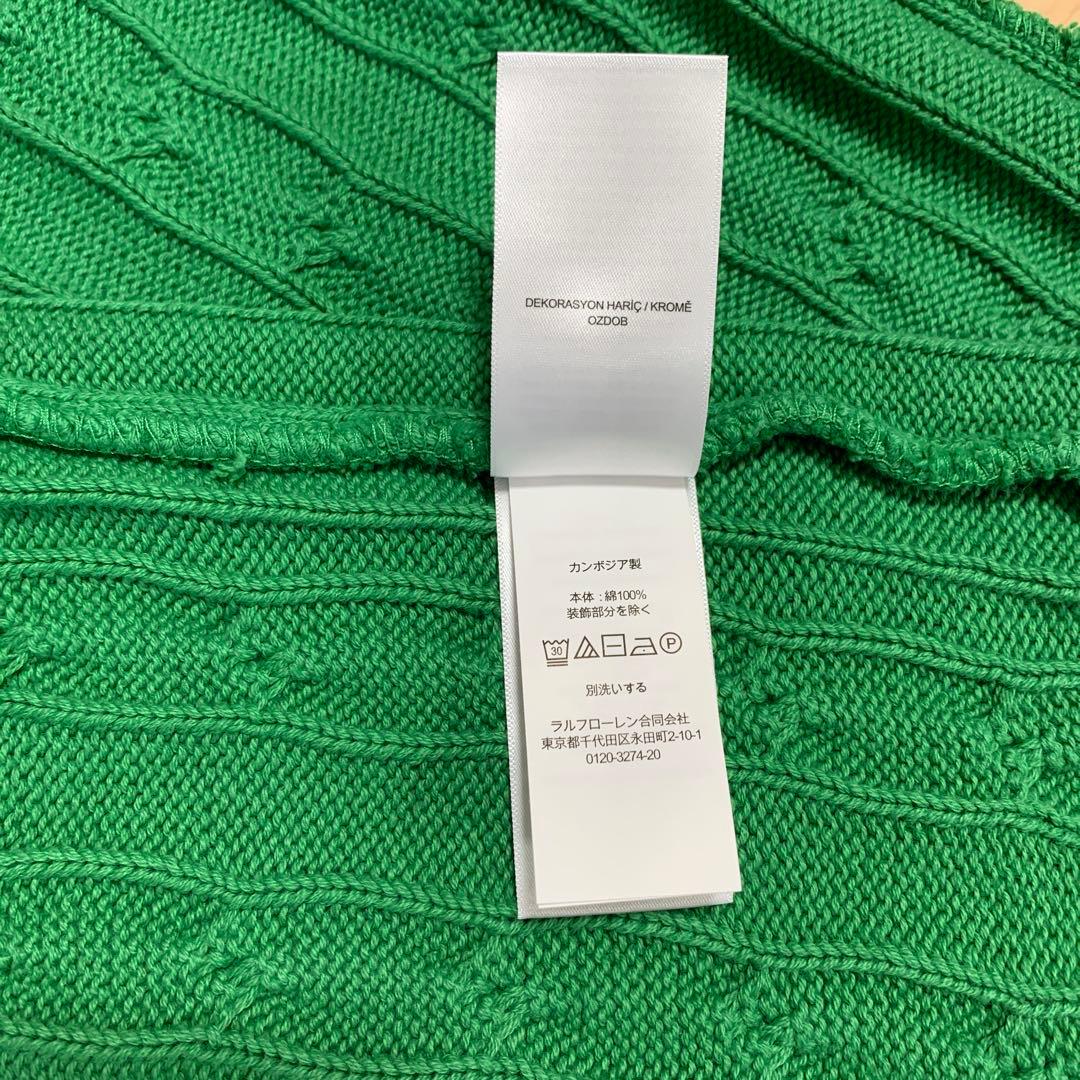 DEKORASYON HARİÇ / KROMĚ
OZDOB
カンボジア製
本体 : 綿100%
装飾部分を除く
30 P
別洗いする
ラルフローレン合同会社
東京都千代田区永田町2-10-1
0120-3274-20